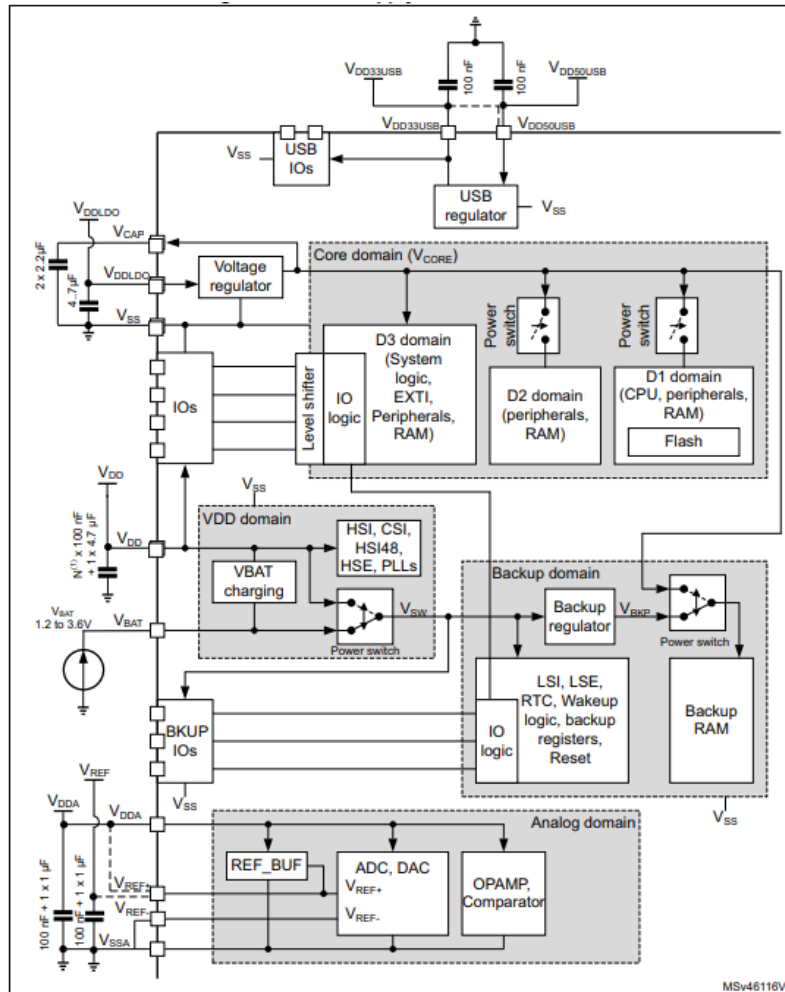 VDD33USB
100 nF
100 nF
VDD50USB
VDD33USB
VDD50USB
VSS
USB
IOs
USB
regulator
VSS
VDDLDO
VCAP
2 x 2.2µF
VDDLDO
4.7µF
VSS
Voltage
regulator
Core domain (VCORE)
D3 domain
(System
logic,
EXTI,
Peripherals,
RAM)
IO
logic
Level shifter
Power
switch
D2 domain
(peripherals,
RAM)
Power
switch
D1 domain
(CPU, peripherals,
RAM)
Flash
IOs
VDD
VDD
N(1) x 100 nF
+ 1 x 4.7 µF
VSS
VDD domain
HSI, CSI,
HSI48,
HSE, PLLs
VBAT
charging
VSW
Power switch
VBAT
1.2 to 3.6V
VBAT
Backup domain
Backup
regulator
VBKP
Power switch
LSI, LSE,
RTC, Wakeup
logic, backup
registers,
Reset
IO
logic
Backup
RAM
VSS
BKUP
IOs
VSS
VREF
VDDA
VDDA
100 nF + 1 x 1 µF
100 nF + 1 x 1 µF
VREF+
VREF-
VSSA
Analog domain
REF_BUF
ADC, DAC
VREF+
VREF-
OPAMP,
Comparator
MSv46116V